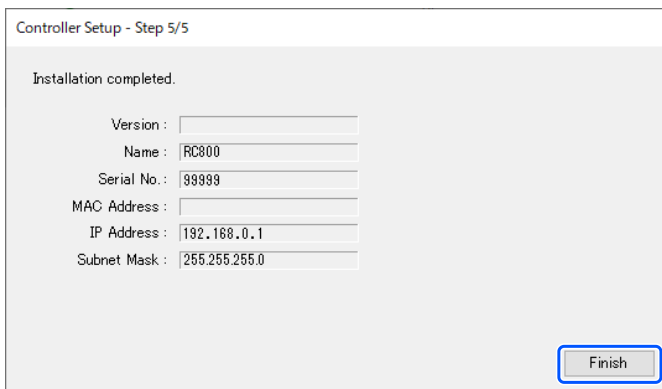 Controller Setup - Step 5/5
Installation completed.
Version :
Name : RC800
Serial No. : 99999
MAC Address :
IP Address : 192.168.0.1
Subnet Mask : 255.255.255.0
Finish